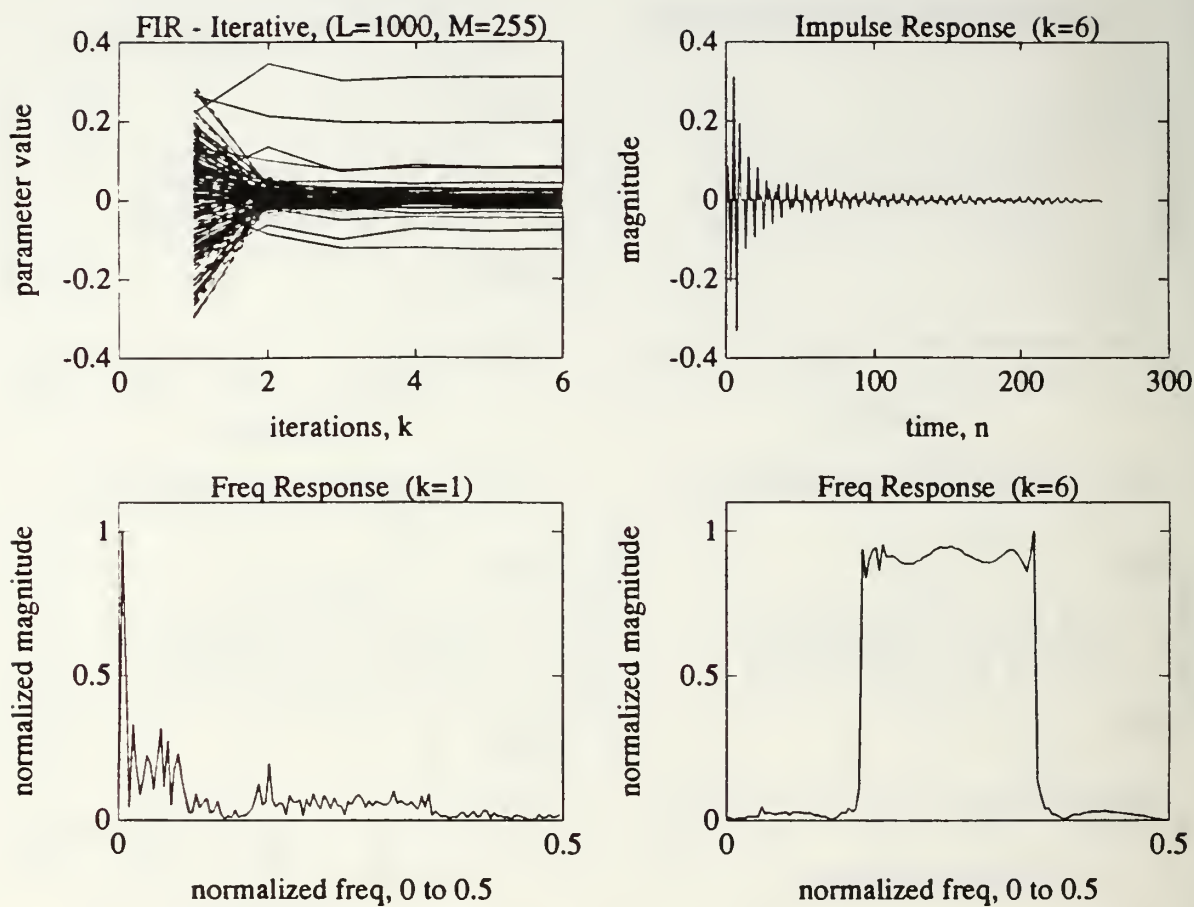 FIR - Iterative, (L=1000, M=255)
0.4
0.2
0
-0.2
-0.4
parameter value
0
2
4
6
iterations, k
Impulse Response (k=6)
0.4
0.2
0
-0.2
-0.4
magnitude
0
100
200
300
time, n
Freq Response (k=1)
1
0.5
0
normalized magnitude
0
0.5
normalized freq, 0 to 0.5
Freq Response (k=6)
1
0.5
0
normalized magnitude
0
0.5
normalized freq, 0 to 0.5